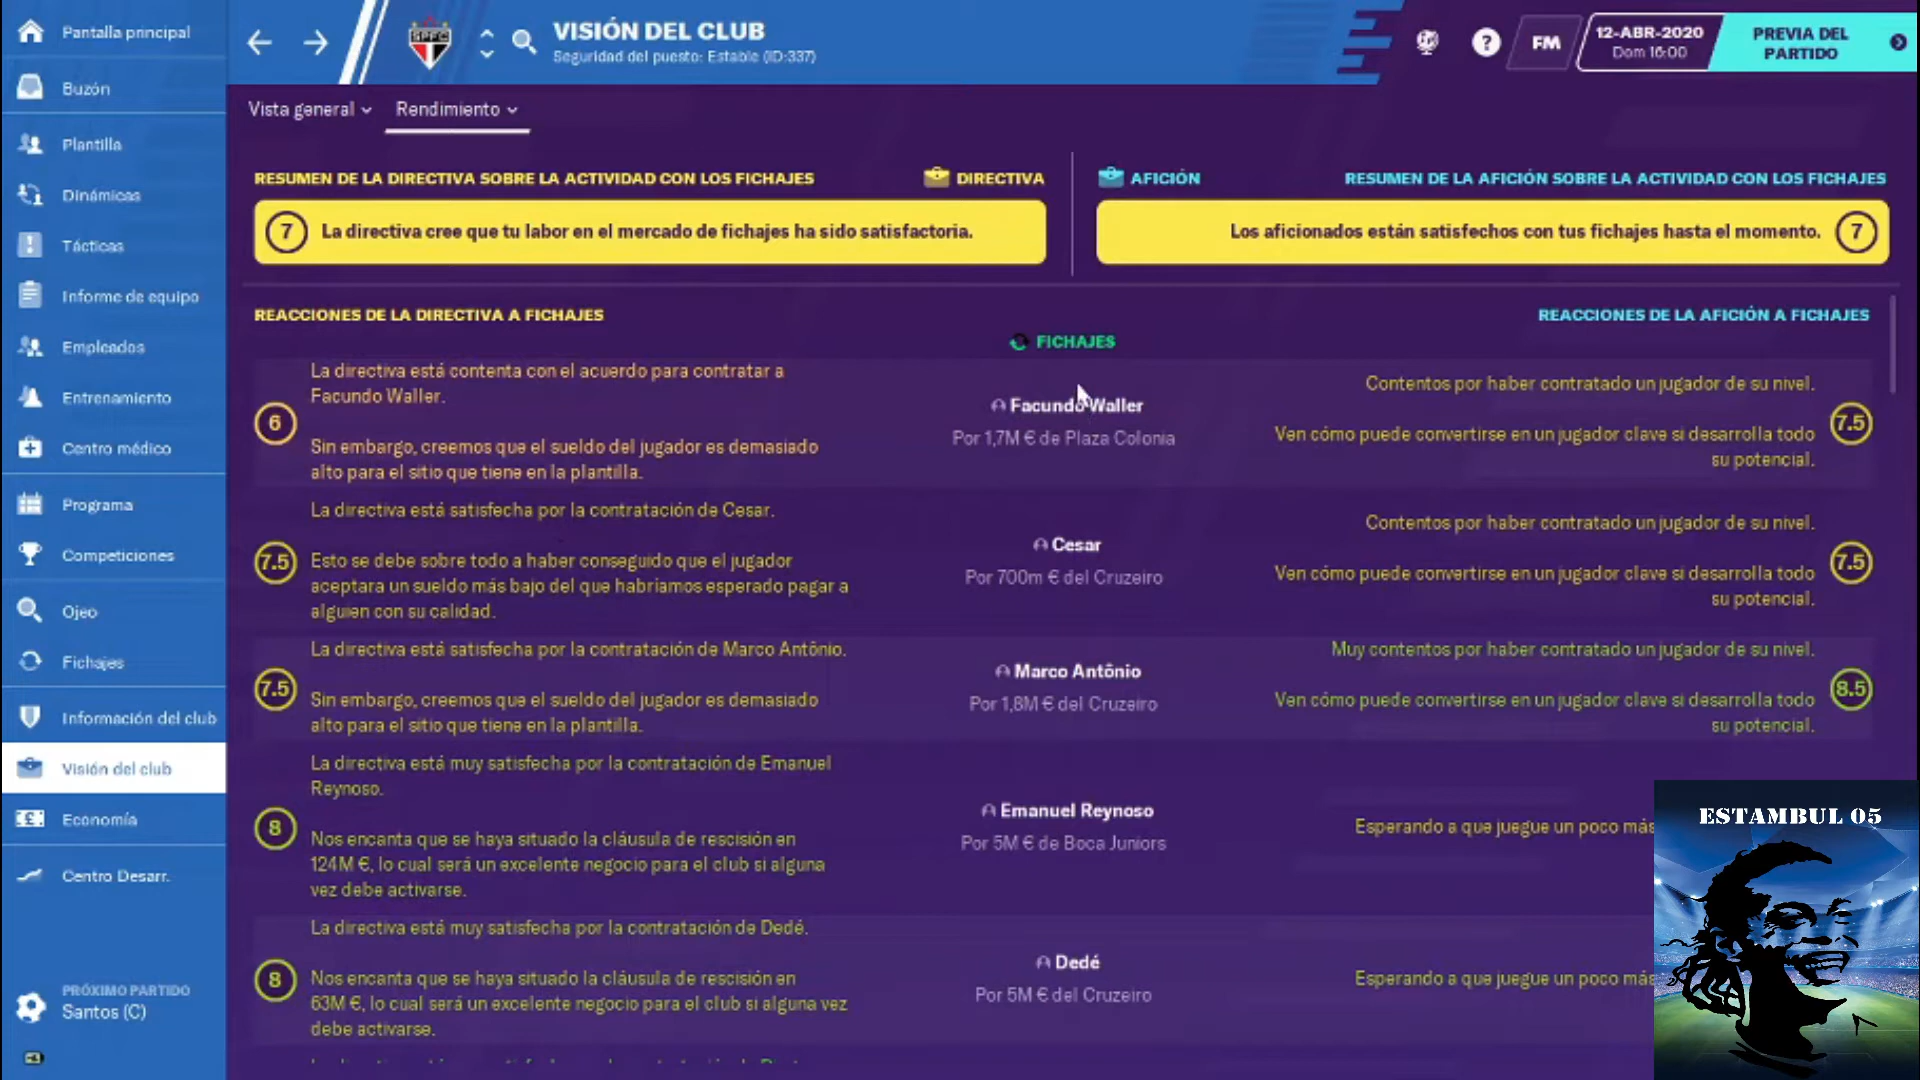 Pantalla principal
Buzón
Plantilla
Dinámicas
Tácticas
Informe de equipo
Empleados
Entrenamiento
Centro médico
Programa
Competiciones
Ojeo
Fichajes
Información del club
Visión del club
Economía
Centro Desarr.
PRÓXIMO PARTIDO
Santos (C)
SPFC
VISIÓN DEL CLUB
Seguridad del puesto: Estable (ID:337)
?
FM
12-ABR-2020
Dom 16:00
PREVIA DEL
PARTIDO
Vista general
Rendimiento
RESUMEN DE LA DIRECTIVA SOBRE LA ACTIVIDAD CON LOS FICHAJES
DIRECTIVA
AFICIÓN
RESUMEN DE LA AFICIÓN SOBRE LA ACTIVIDAD CON LOS FICHAJES
7
La directiva cree que tu labor en el mercado de fichajes ha sido satisfactoria.
Los aficionados están satisfechos con tus fichajes hasta el momento.
7
REACCIONES DE LA DIRECTIVA A FICHAJES
REACCIONES DE LA AFICIÓN A FICHAJES
FICHAJES
6
La directiva está contenta con el acuerdo para contratar a
Facundo Waller.
Sin embargo, creemos que el sueldo del jugador es demasiado
alto para el sitio que tiene en la plantilla.
Facundo Waller
Por 1,7M € de Plaza Colonia
Contentos por haber contratado un jugador de su nivel.
Ven cómo puede convertirse en un jugador clave si desarrolla todo
su potencial.
7.5
7.5
La directiva está satisfecha por la contratación de Cesar.
Esto se debe sobre todo a haber conseguido que el jugador
aceptara un sueldo más bajo del que habríamos esperado pagar a
alguien con su calidad.
Cesar
Por 700m € del Cruzeiro
Contentos por haber contratado un jugador de su nivel.
Ven cómo puede convertirse en un jugador clave si desarrolla todo
su potencial.
7.5
7.5
La directiva está satisfecha por la contratación de Marco Antônio.
Sin embargo, creemos que el sueldo del jugador es demasiado
alto para el sitio que tiene en la plantilla.
Marco Antônio
Por 1,8M € del Cruzeiro
Muy contentos por haber contratado un jugador de su nivel.
Ven cómo puede convertirse en un jugador clave si desarrolla todo
su potencial.
8.5
8
La directiva está muy satisfecha por la contratación de Emanuel
Reynoso.
Nos encanta que se haya situado la cláusula de rescisión en
124M €, lo cual será un excelente negocio para el club si alguna
vez debe activarse.
Emanuel Reynoso
Por 5M € de Boca Juniors
Esperando a que juegue un poco más
8
La directiva está muy satisfecha por la contratación de Dedé.
Nos encanta que se haya situado la cláusula de rescisión en
63M €, lo cual será un excelente negocio para el club si alguna vez
debe activarse.
Dedé
Por 5M € del Cruzeiro
Esperando a que juegue un poco más
ESTAMBUL 05